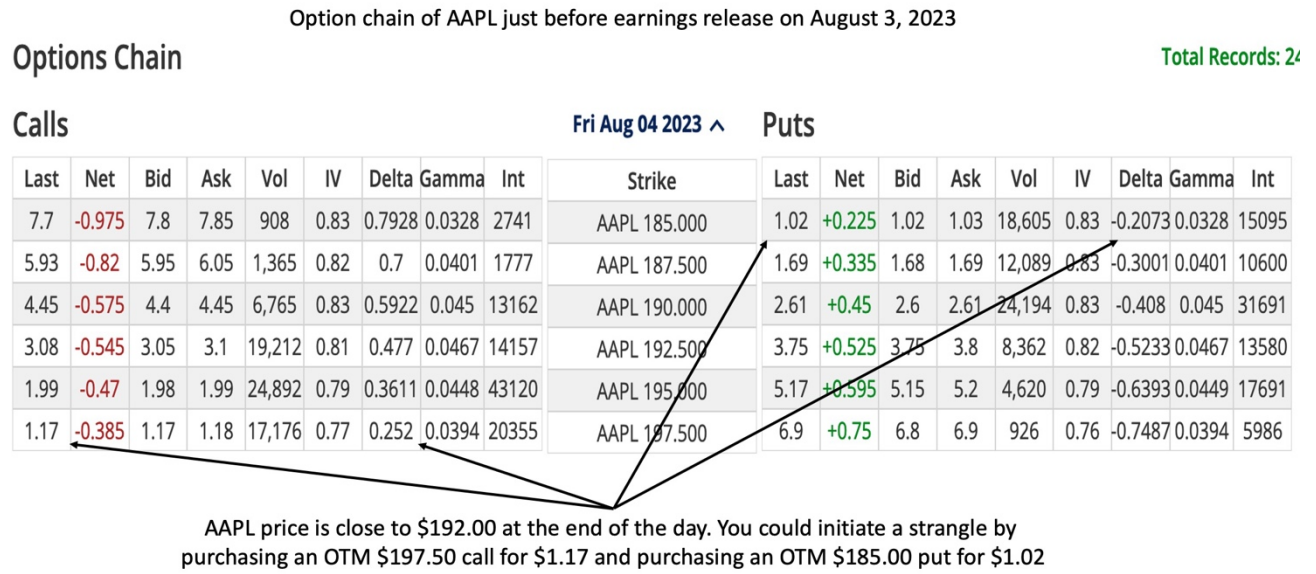 Option chain of AAPL just before earnings release on August 3, 2023
Options Chain
Total Records: 24
Calls
Fri Aug 04 2023
Puts
Last Net Bid Ask Vol IV Delta Gamma Int Strike Last Net Bid Ask Vol IV Delta Gamma Int
7.7 -0.975 7.8 7.85 908 0.83 0.7928 0.0328 2741 AAPL 185.000 1.02 +0.225 1.02 1.03 18,605 0.83 -0.2073 0.0328 15095
5.93 -0.82 5.95 6.05 1,365 0.82 0.7 0.0401 1777 AAPL 187.500 1.69 +0.335 1.68 1.69 12,089 0.83 -0.3001 0.0401 10600
4.45 -0.575 4.4 4.45 6,765 0.83 0.5922 0.045 13162 AAPL 190.000 2.61 +0.45 2.6 2.61 24,194 0.83 -0.408 0.045 31691
3.08 -0.545 3.05 3.1 19,212 0.81 0.477 0.0467 14157 AAPL 192.500 3.75 +0.525 3.75 3.8 8,362 0.82 -0.5233 0.0467 13580
1.99 -0.47 1.98 1.99 24,892 0.79 0.3611 0.0448 43120 AAPL 195.000 5.17 +0.595 5.15 5.2 4,620 0.79 -0.6393 0.0449 17691
1.17 -0.385 1.17 1.18 17,176 0.77 0.252 0.0394 20355 AAPL 197.500 6.9 +0.75 6.8 6.9 926 0.76 -0.7487 0.0394 5986
AAPL price is close to $192.00 at the end of the day. You could initiate a strangle by
purchasing an OTM $197.50 call for $1.17 and purchasing an OTM $185.00 put for $1.02